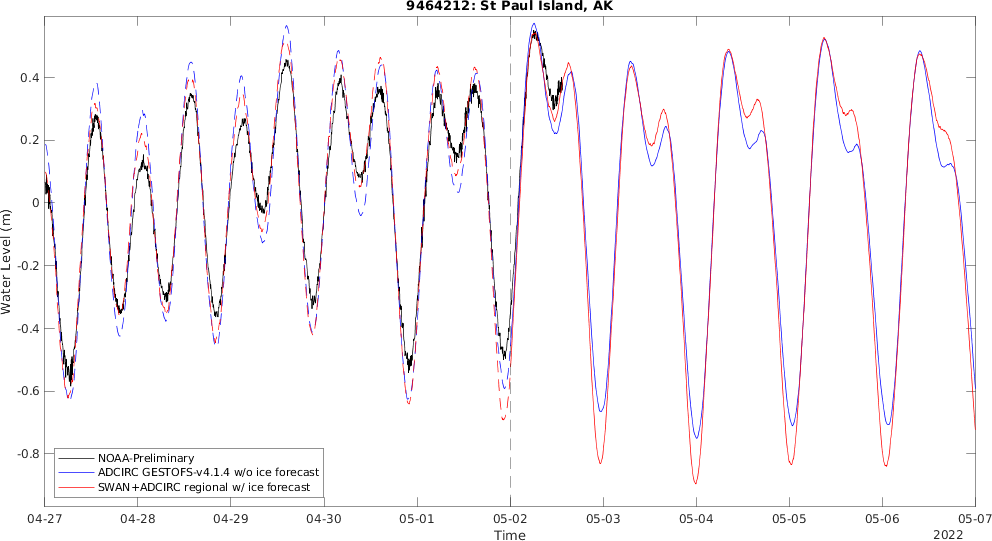 9464212: St Paul Island, AK
Water Level (m)
0.4
0.2
0
-0.2
-0.4
-0.6
-0.8
NOAA-Preliminary
ADCIRC GESTOFS-v4.1.4 w/o ice forecast
SWAN+ADCIRC regional w/ ice forecast
04-27 04-28 04-29 04-30 05-01 05-02 05-03 05-04 05-05 05-06 05-07
Time
2022